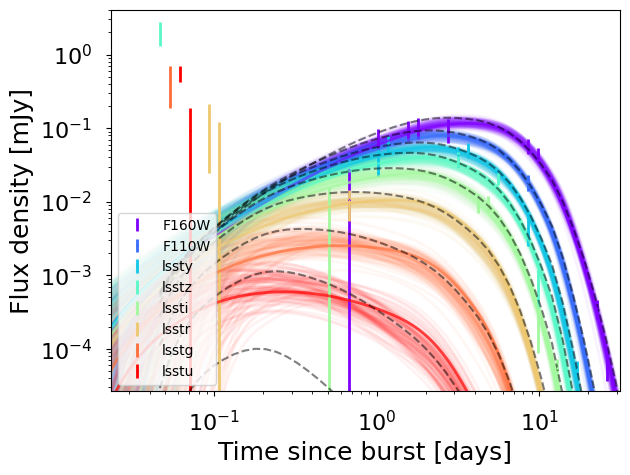 Flux density [mJy]
10⁰
10⁻¹
10⁻²
10⁻³
10⁻⁴
F160W
F110W
lssty
lsstz
lssti
lsstr
lsstg
lsstu
10⁻¹ 10⁰ 10¹
Time since burst [days]